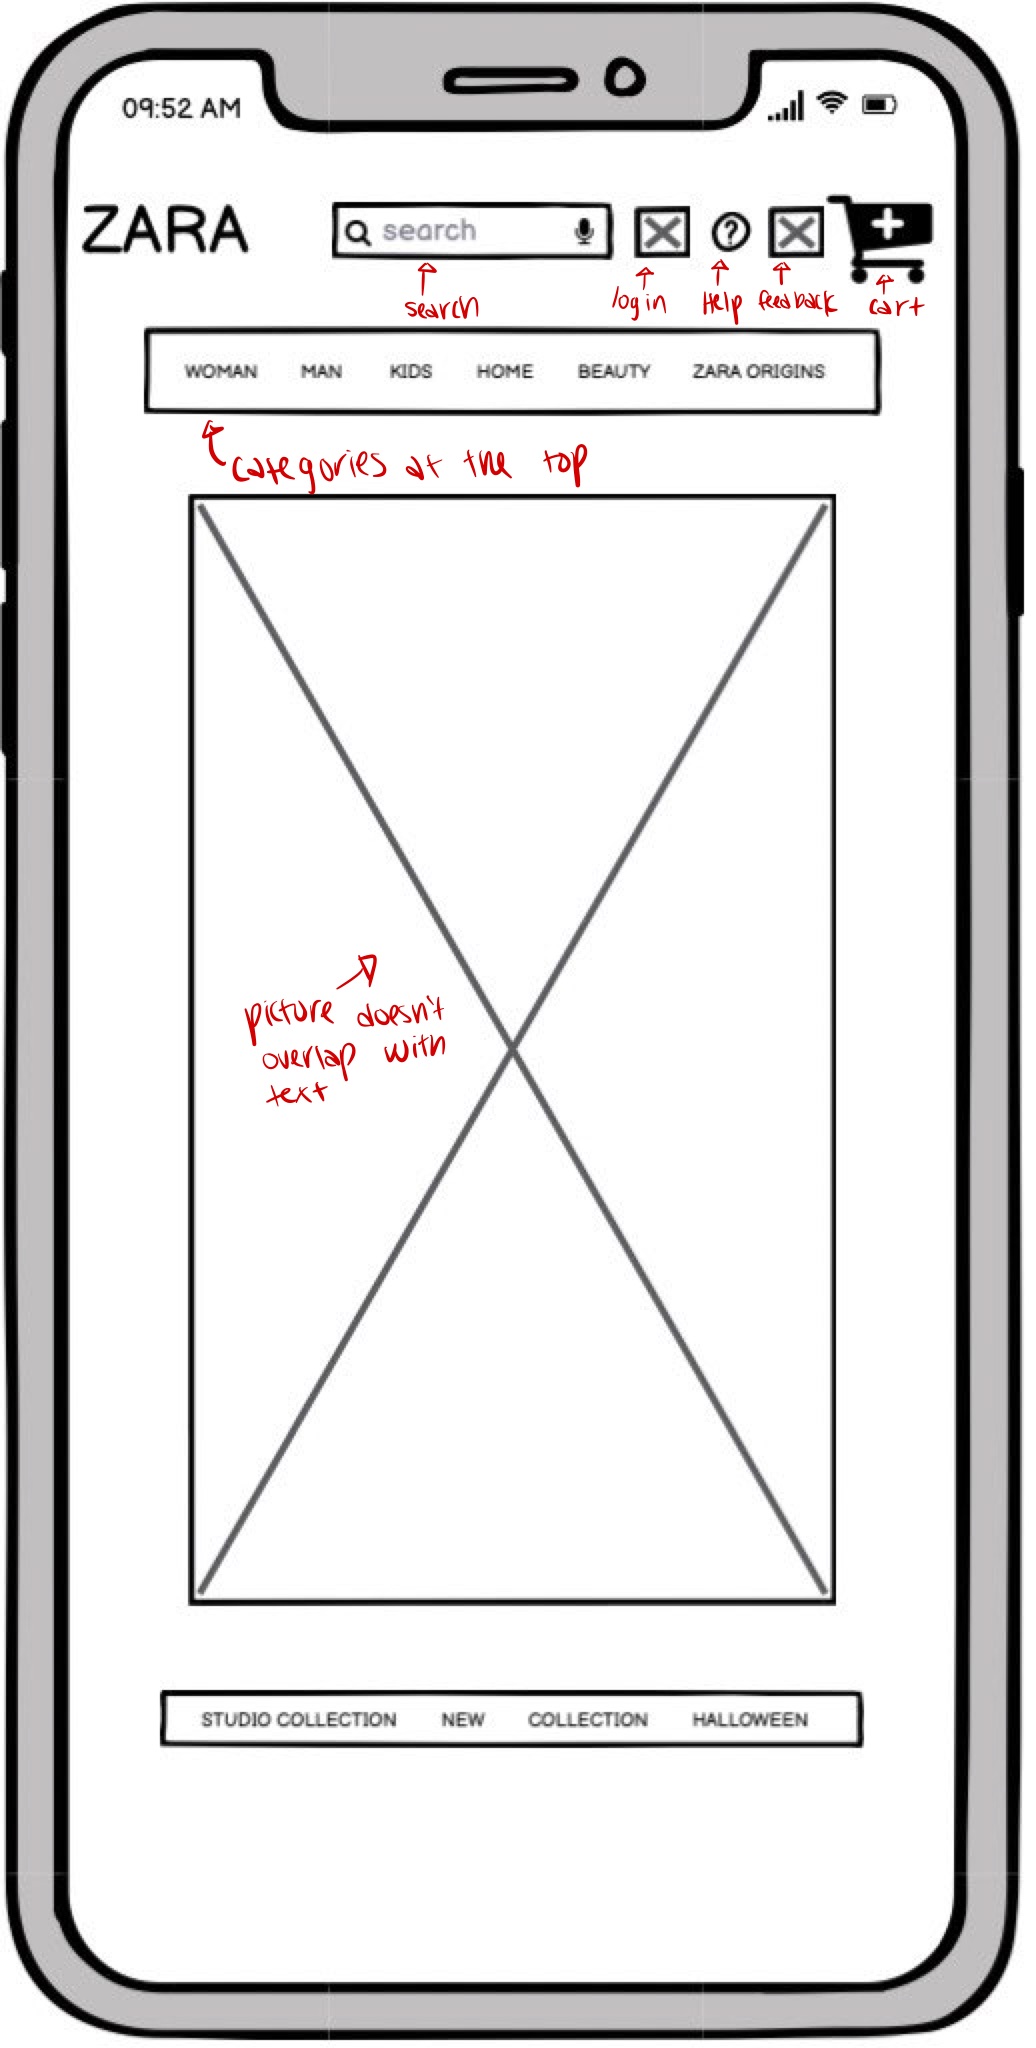 09:52 AM
ZARA
search
search
log in
Help
feedback
cart
WOMAN MAN KIDS HOME BEAUTY ZARA ORIGINS
categories at the top
picture doesn't
overlap with
text
STUDIO COLLECTION NEW COLLECTION HALLOWEEN